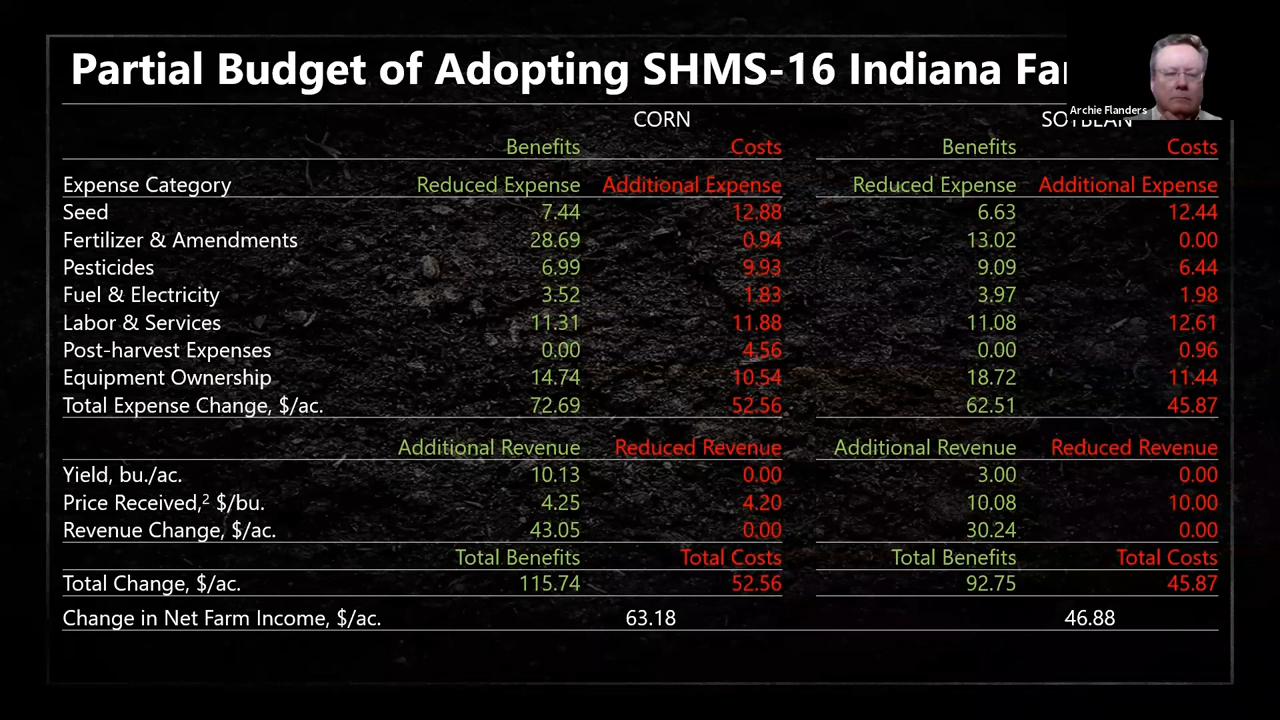 Partial Budget of Adopting SHMS-16 Indiana
Archie Flanders
CORN SOYBEAN
Benefits Costs Benefits Costs
Expense Category Reduced Expense Additional Expense Reduced Expense Additional Expense
Seed 7.44 12.88 6.63 12.44
Fertilizer & Amendments 28.69 0.94 13.02 0.00
Pesticides 6.99 9.93 9.09 6.44
Fuel & Electricity 3.52 1.83 3.97 1.98
Labor & Services 11.31 11.88 11.08 12.61
Post-harvest Expenses 0.00 4.56 0.00 0.96
Equipment Ownership 14.74 10.54 18.72 11.44
Total Expense Change, $/ac. 72.69 52.56 62.51 45.87
Additional Revenue Reduced Revenue Additional Revenue Reduced Revenue
Yield, bu./ac. 10.13 0.00 3.00 0.00
Price Received,² $/bu. 4.25 4.20 10.08 10.00
Revenue Change, $/ac. 43.05 0.00 30.24 0.00
Total Benefits Total Costs Total Benefits Total Costs
Total Change, $/ac. 115.74 52.56 92.75 45.87
Change in Net Farm Income, $/ac. 63.18 46.88